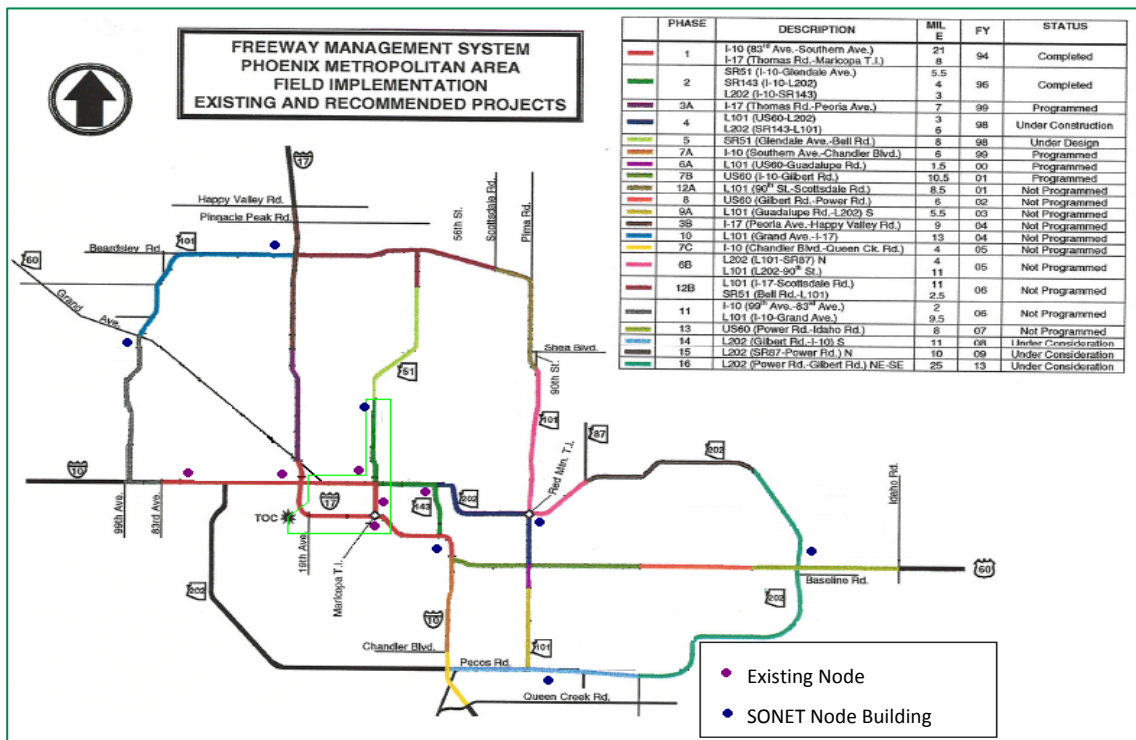 FREEWAY MANAGEMENT SYSTEM
PHOENIX METROPOLITAN AREA
FIELD IMPLEMENTATION
EXISTING AND RECOMMENDED PROJECTS
PHASE DESCRIPTION MILE FY STATUS
1 I-10 (83rd Ave.-Southern Ave.) 21 94 Completed
I-17 (Thomas Rd.-Maricopa T.I.) 8
2 SR51 (I-10-Glendale Ave.) 5.5 96 Completed
SR143 (I-10-L202) 4
L202 (I-10-SR143) 3
3A I-17 (Thomas Rd.-Peoria Ave.) 7 99 Programmed
4 L101 (US60-L202) 3 98 Under Construction
L202 (SR143-L101) 6
5 SR51 (Glendale Ave.-Bell Rd.) 8 98 Under Design
7A I-10 (Southern Ave.-Chandler Blvd.) 6 99 Programmed
6A L101 (US60-Guadalupe Rd.) 1.5 00 Programmed
7B US60 (I-10-Gilbert Rd.) 10.5 01 Programmed
12A L101 (90th St.-Scottsdale Rd.) 8.5 01 Not Programmed
8 US60 (Gilbert Rd.-Power Rd.) 6 02 Not Programmed
9A L101 (Guadalupe Rd.-L202) S 5.5 03 Not Programmed
3B I-17 (Peoria Ave.-Happy Valley Rd.) 9 04 Not Programmed
10 L101 (Grand Ave.-I-17) 13 04 Not Programmed
7C I-10 (Chandler Blvd.-Queen Ck. Rd.) 4 05 Not Programmed
6B L202 (L101-SR87) N 4 05 Not Programmed
L101 (L202-90th St.) 11
12B L101 (I-17-Scottsdale Rd.) 11 06 Not Programmed
SR51 (Bell Rd.-L101) 2.5
11 I-10 (99th Ave.-83rd Ave.) 2 06 Not Programmed
L101 (I-10-Grand Ave.) 9.5
13 US60 (Power Rd.-Idaho Rd.) 8 07 Not Programmed
14 L202 (Gilbert Rd.-I-10) S 11 08 Under Consideration
15 L202 (SR87-Power Rd.) N 10 09 Under Consideration
16 L202 (Power Rd.-Gilbert Rd.) NE-SE 25 13 Under Consideration
17
Happy Valley Rd.
Pinnacle Peak Rd.
56th St.
Scottsdale Rd.
Pima Rd.
Beardsley Rd.
101
60
Grand
Ave.
51
Shea Blvd.
90th St.
101
87
202
Red Mtn. T.I.
Idaho Rd.
10
99th Ave.
83rd Ave.
TOC
17
19th Ave.
Maricopa T.I.
143
202
202
Baseline Rd.
60
202
10
Chandler Blvd.
Pecos Rd.
101
Queen Creek Rd.
Existing Node
SONET Node Building